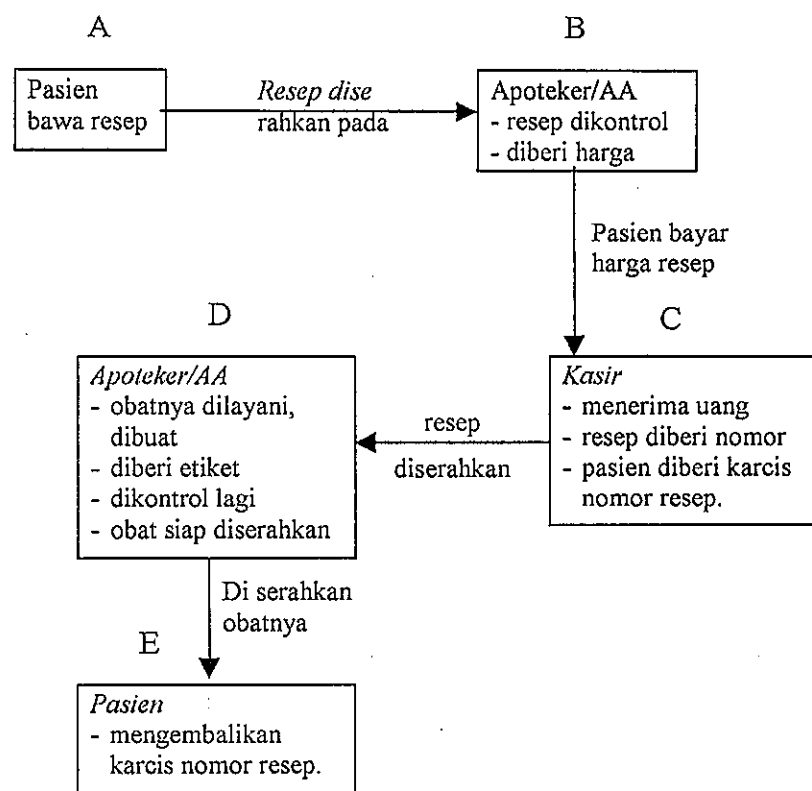 A
Pasien
bawa resep
Resep dise
rahkan pada
B
Apoteker/AA
- resep dikontrol
- diberi harga
Pasien bayar
harga resep
C
Kasir
- menerima uang
- resep diberi nomor
- pasien diberi karcis
nomor resep.
resep
diserahkan
D
Apoteker/AA
- obatnya dilayani,
dibuat
- diberi etiket
- dikontrol lagi
- obat siap diserahkan
Di serahkan
obatnya
E
Pasien
- mengembalikan
karcis nomor resep.